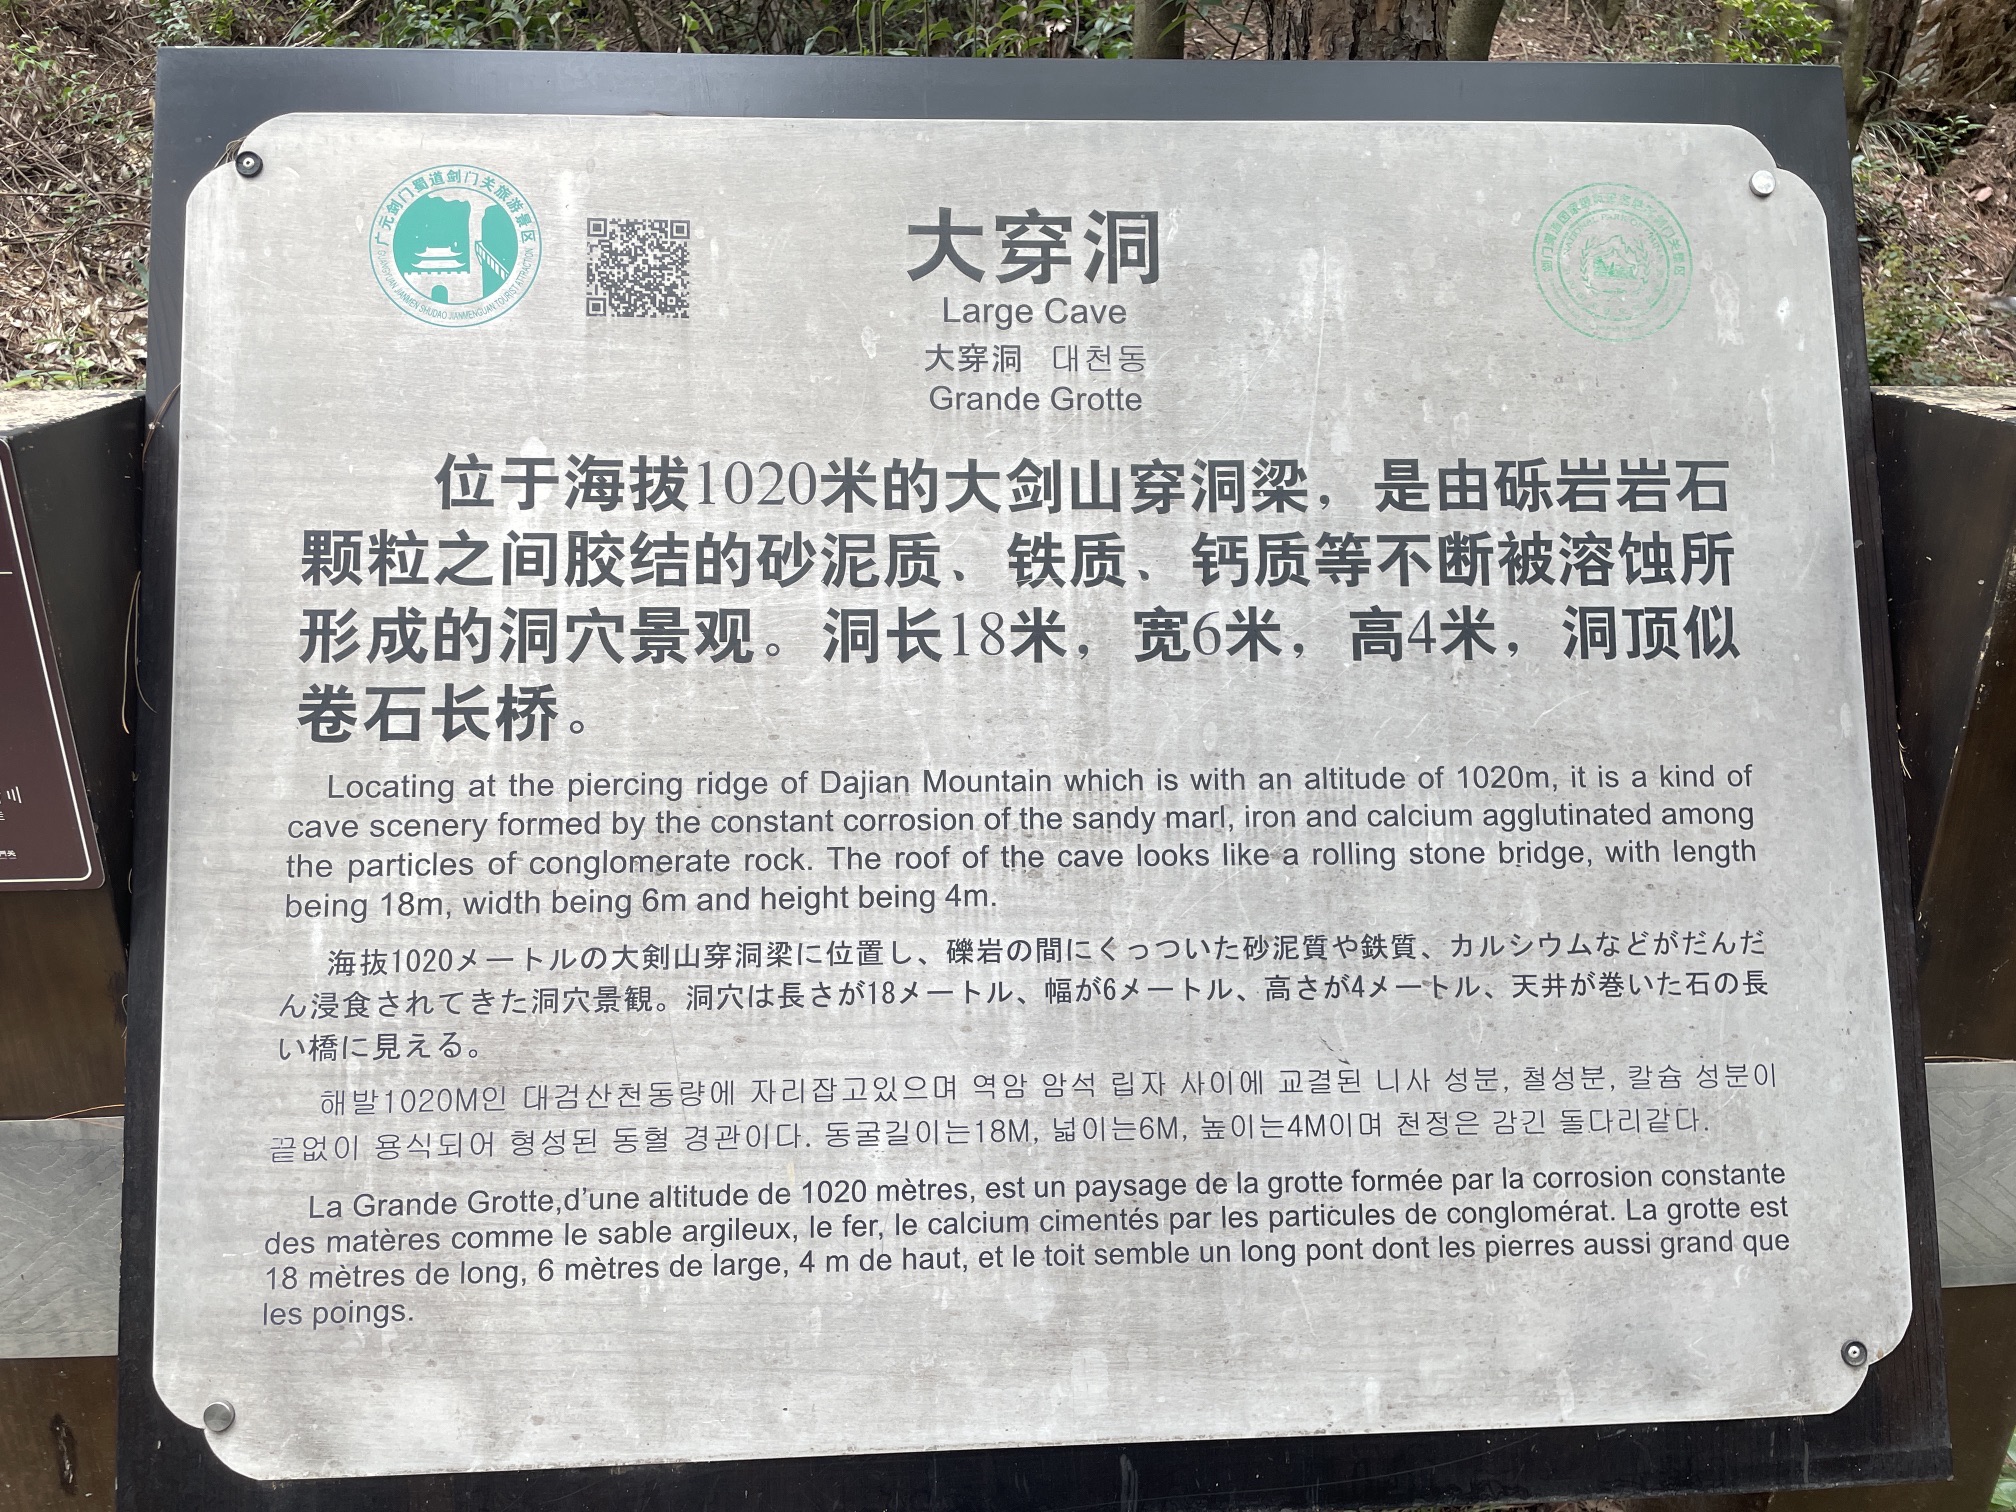 广元剑门蜀道剑门关旅游景区
GUANGYUAN JIANMEN SHUDAO JIANMENGUAN TOURIST ATTRACTION
大穿洞
Large Cave
大穿洞 대천동
Grande Grotte
位于海拔1020米的大剑山穿洞梁，是由砾岩岩石
颗粒之间胶结的砂泥质、铁质、钙质等不断被溶蚀所
形成的洞穴景观。洞长18米，宽6米，高4米，洞顶似
卷石长桥。
Locating at the piercing ridge of Dajian Mountain which is with an altitude of 1020m, it is a kind of
cave scenery formed by the constant corrosion of the sandy marl, iron and calcium agglutinated among
the particles of conglomerate rock. The roof of the cave looks like a rolling stone bridge, with length
being 18m, width being 6m and height being 4m.
海抜1020メートルの大剣山穿洞梁に位置し、礫岩の間にくっついた砂泥質や鉄質、カルシウムなどがだんだ
ん浸食されてきた洞穴景観。洞穴は長さが18メートル、幅が6メートル、高さが4メートル、天井が巻いた石の長
い橋に見える。
해발1020M인 대검산천동량에 자리잡고있으며 역암 암석 립자 사이에 교결된 니사 성분, 철성분, 칼슘 성분이
끝없이 용식되어 형성된 동혈 경관이다. 동굴길이는18M, 넓이는6M, 높이는4M이며 천정은 감긴 돌다리같다.
La Grande Grotte,d’une altitude de 1020 mètres, est un paysage de la grotte formée par la corrosion constante
des matères comme le sable argileux, le fer, le calcium cimentés par les particules de conglomérat. La grotte est
18 mètres de long, 6 mètres de large, 4 m de haut, et le toit semble un long pont dont les pierres aussi grand que
les poings.